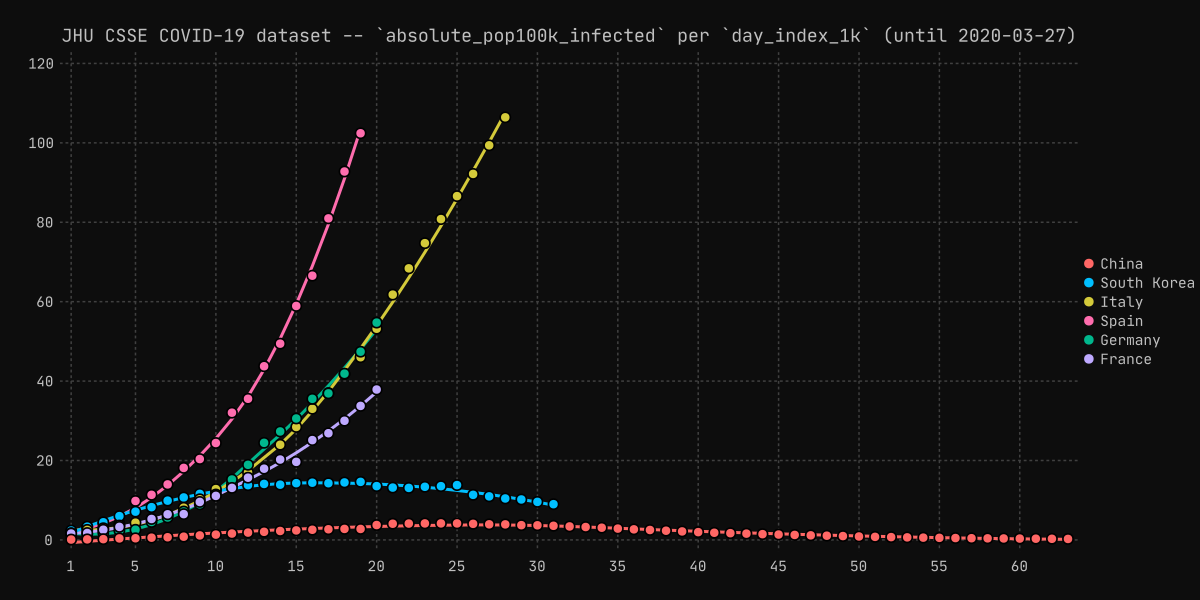 JHU CSSE COVID-19 dataset -- `absolute_pop100k_infected` per `day_index_1k` (until 2020-03-27)
120
100
80
60
40
20
0
1 5 10 15 20 25 30 35 40 45 50 55 60
China
South Korea
Italy
Spain
Germany
France